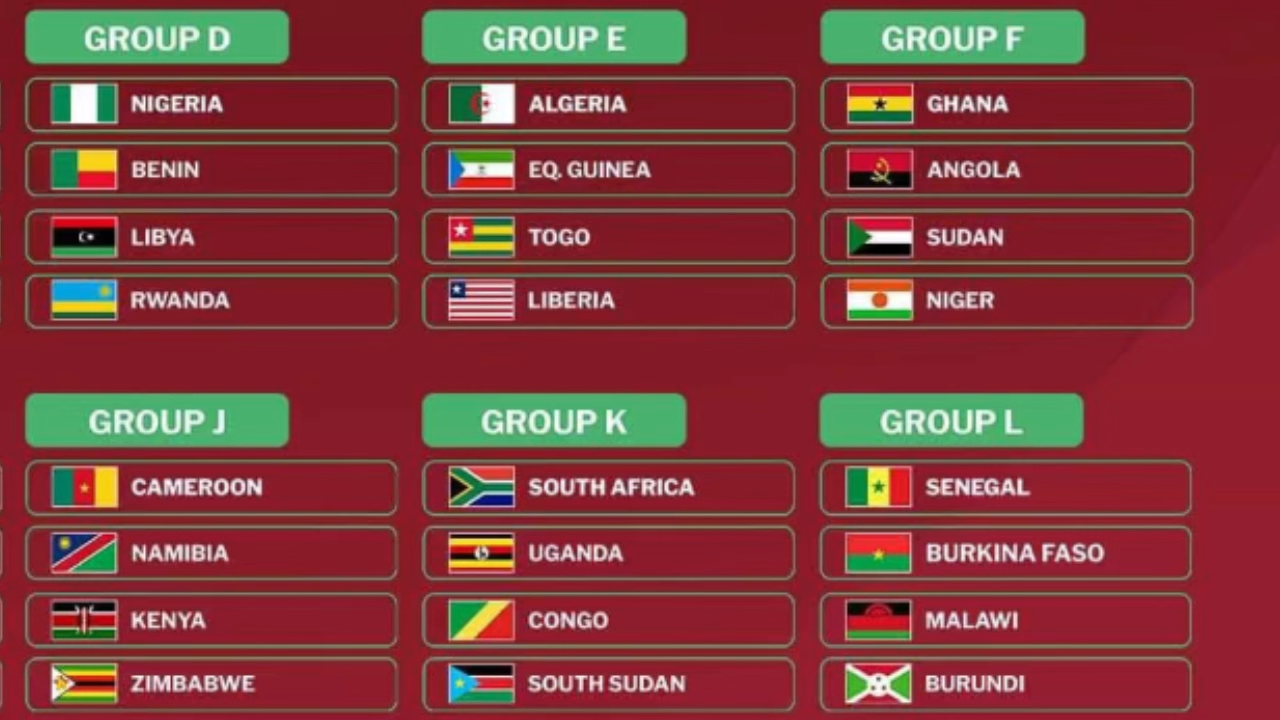 GROUP D
NIGERIA
BENIN
LIBYA
RWANDA
GROUP E
ALGERIA
EQ. GUINEA
TOGO
LIBERIA
GROUP F
GHANA
ANGOLA
SUDAN
NIGER
GROUP J
CAMEROON
NAMIBIA
KENYA
ZIMBABWE
GROUP K
SOUTH AFRICA
UGANDA
CONGO
SOUTH SUDAN
GROUP L
SENEGAL
BURKINA FASO
MALAWI
BURUNDI